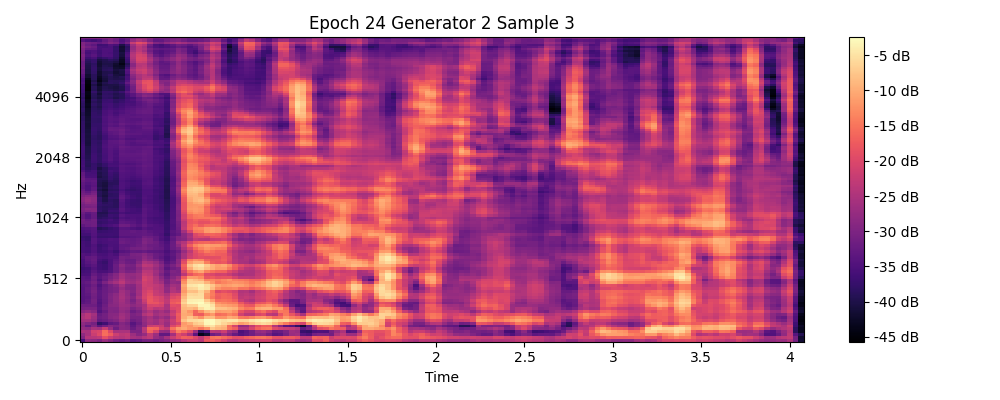 Epoch 24 Generator 2 Sample 3
Hz
4096
2048
1024
512
0
0
0.5
1
1.5
2
2.5
3
3.5
4
Time
-5 dB
-10 dB
-15 dB
-20 dB
-25 dB
-30 dB
-35 dB
-40 dB
-45 dB